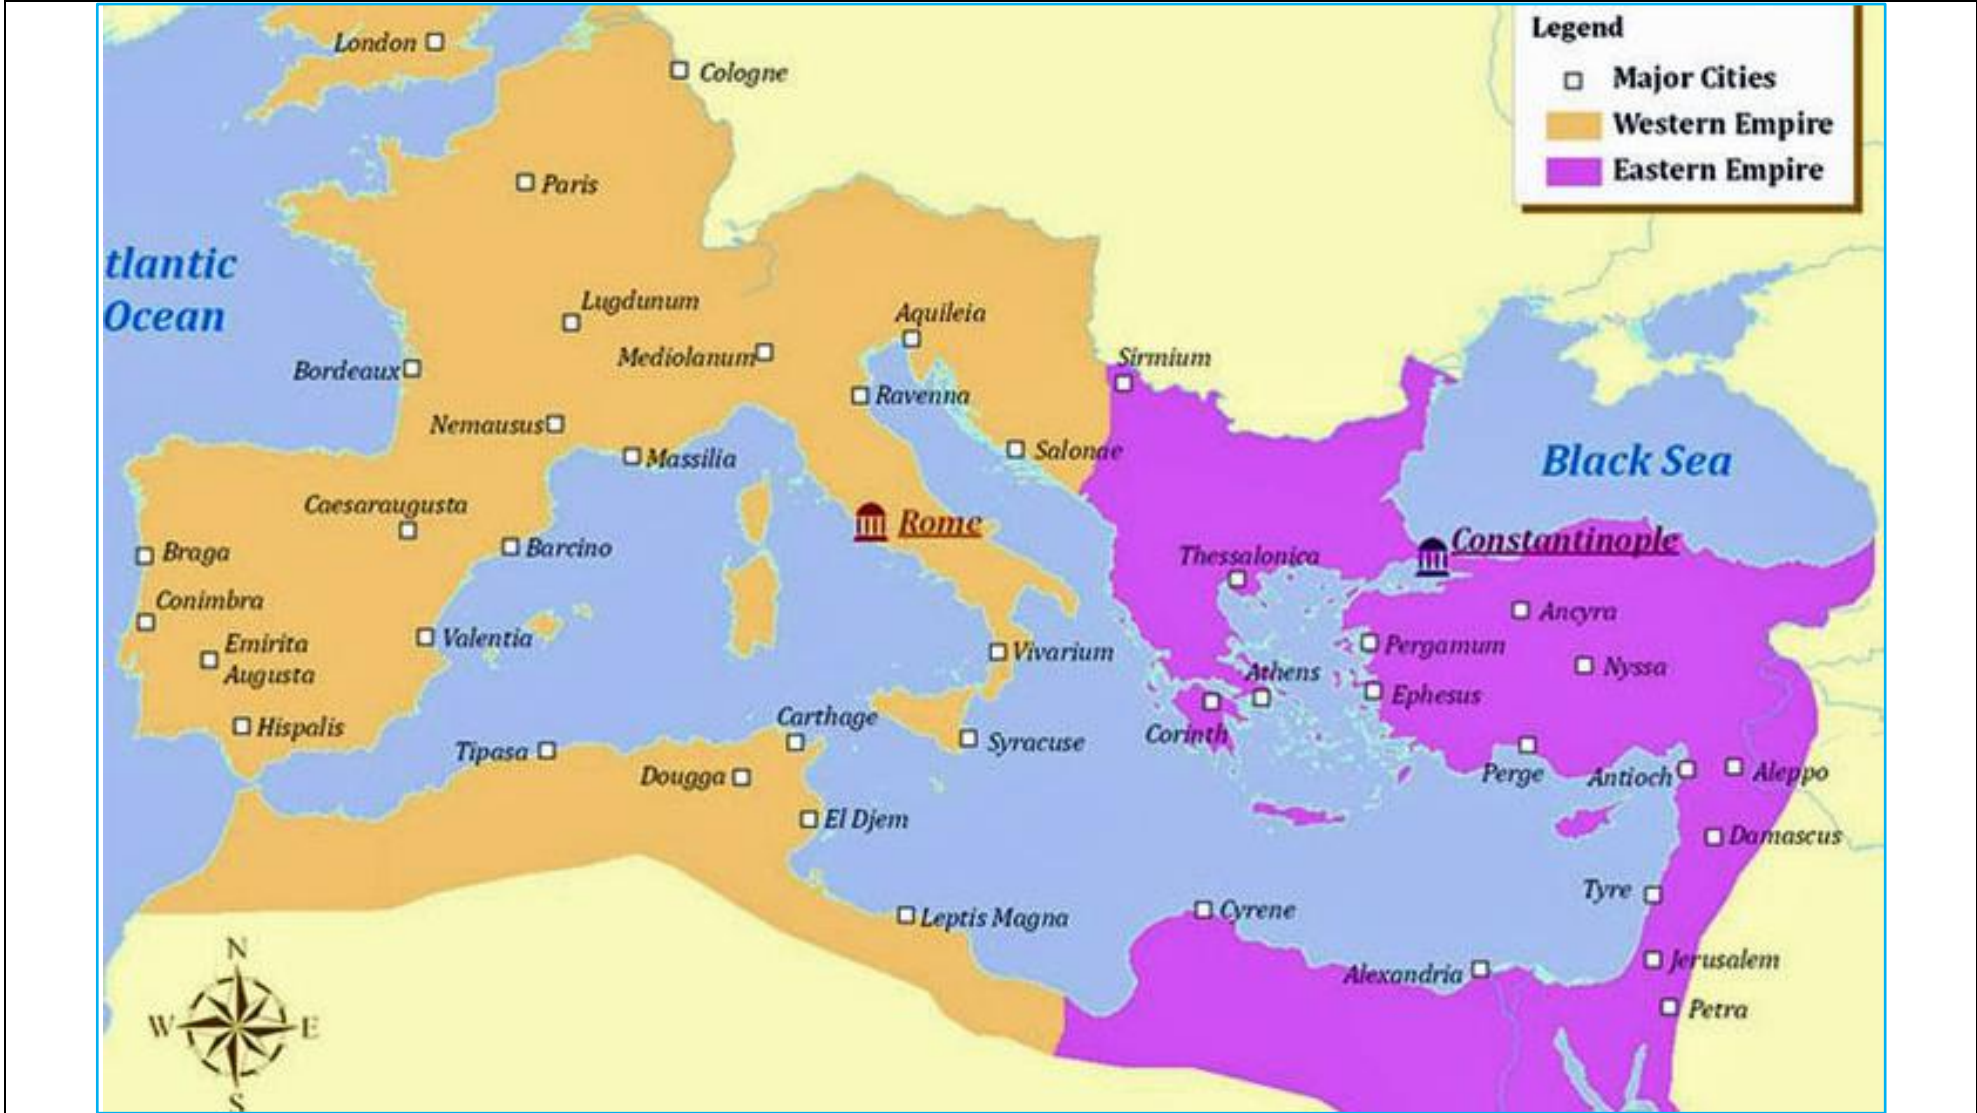 Legend
Major Cities
Western Empire
Eastern Empire
London
Cologne
Paris
tlantic
Ocean
Lugdunum
Aquileia
Mediolanum
Sirmium
Bordeaux
Ravenna
Nemausus
Salonae
Massilia
Black Sea
Caesaraugusta
Rome
Constantinople
Braga
Barcino
Thessalonica
Conimbra
Ancyra
Emirita
Augusta
Valentia
Vivarium
Pergamum
Athens
Nyssa
Ephesus
Hispalis
Carthage
Tipasa
Syracuse
Corinth
Dougga
Perge
Antioch
Aleppo
El Djem
Damascus
Tyre
Leptis Magna
Cyrene
N
Alexandria
Jerusalem
W
E
Petra
S